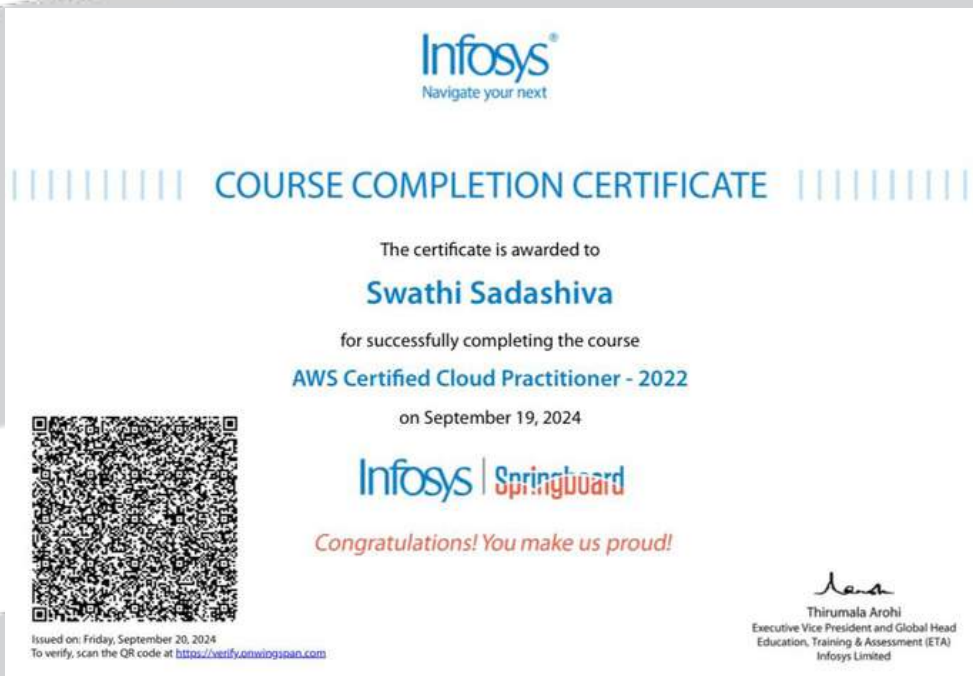 Infosys®
Navigate your next
COURSE COMPLETION CERTIFICATE
The certificate is awarded to
Swathi Sadashiva
for successfully completing the course
AWS Certified Cloud Practitioner - 2022
on September 19, 2024
Infosys | Springboard
Congratulations! You make us proud!
Issued on: Friday, September 20, 2024
To verify, scan the QR code at https://verify.onwingspan.com
Thirumala Arohi
Executive Vice President and Global Head
Education, Training & Assessment (ETA)
Infosys Limited